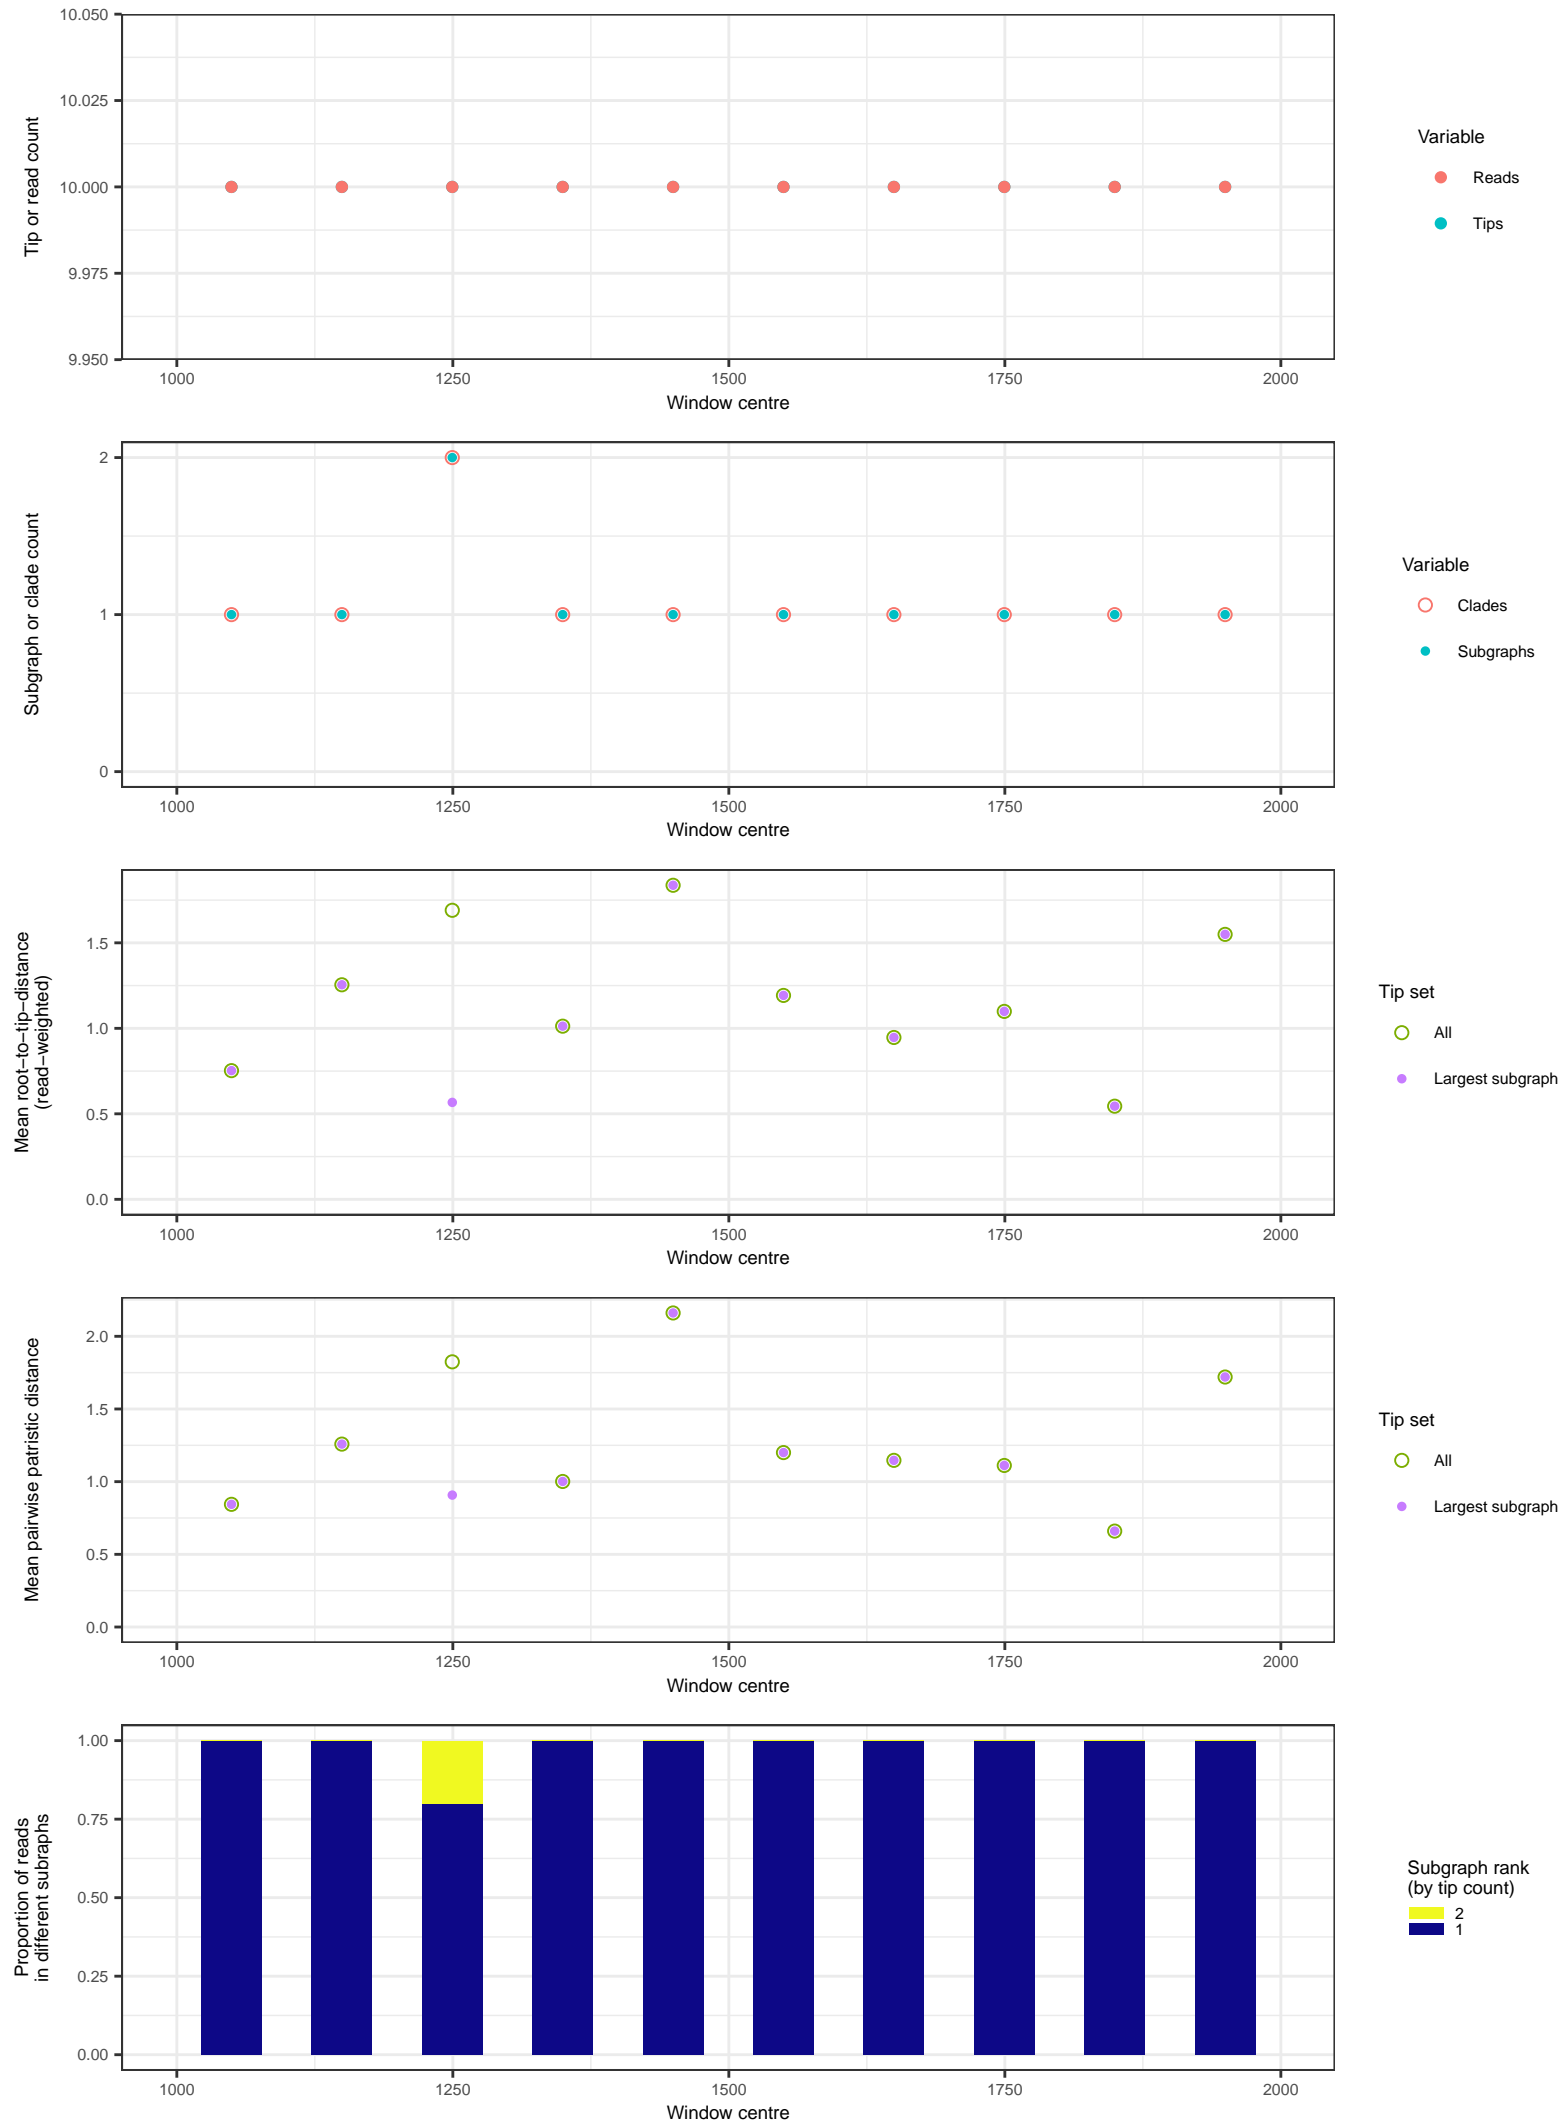 10.050
10.025
10.000
9.975
9.950
Tip or read count
1000 1250 1500 1750 2000
Window centre
Variable
Reads
Tips
2
1
0
Subgraph or clade count
1000 1250 1500 1750 2000
Window centre
Variable
Clades
Subgraphs
1.5
1.0
0.5
0.0
Mean root−to−tip−distance
(read−weighted)
1000 1250 1500 1750 2000
Window centre
Tip set
All
Largest subgraph
2.0
1.5
1.0
0.5
0.0
Mean pairwise patristic distance
1000 1250 1500 1750 2000
Window centre
Tip set
All
Largest subgraph
1.00
0.75
0.50
0.25
0.00
Proportion of reads
in different subraphs
1000 1250 1500 1750 2000
Window centre
Subgraph rank
(by tip count)
2
1